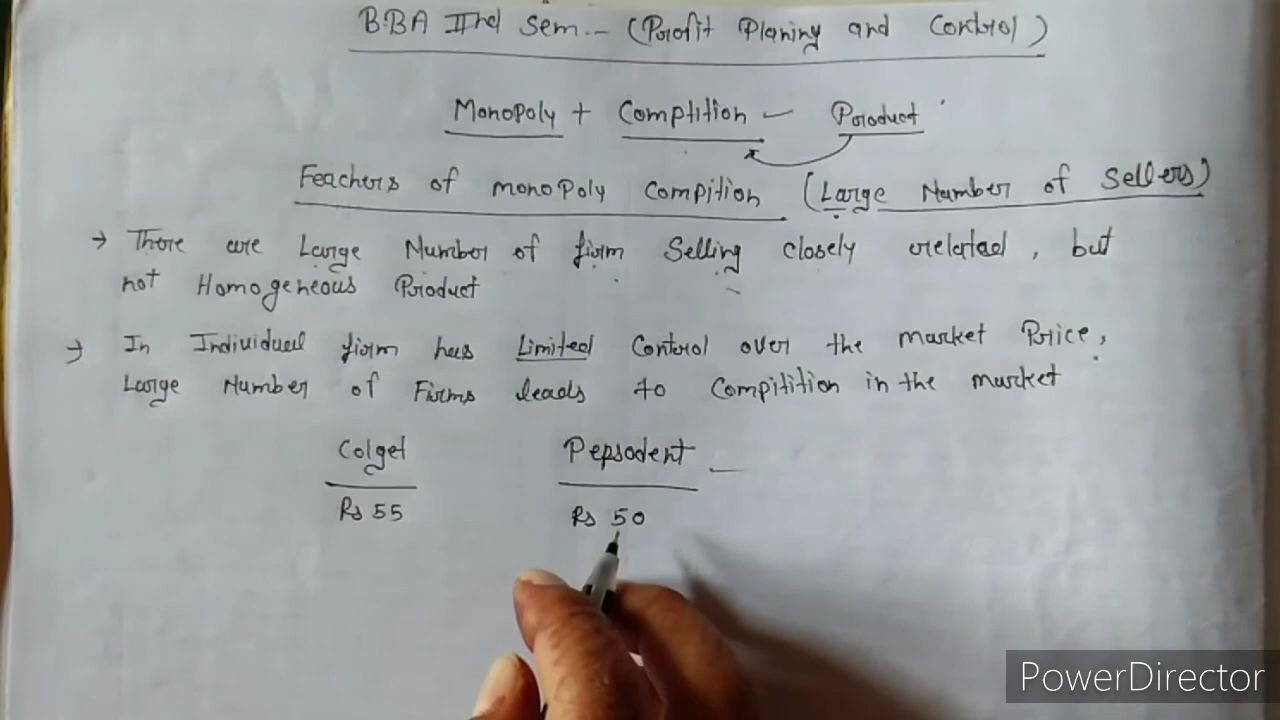 BBA IInd Sem. - (Profit Planing and Control)
Monopoly + Comptition - Product
Feachers of monopoly Compition (Large Number of Sellers)
→ There are Large Number of firm Selling closely related, but
not Homogeneous Product
→ In Individual firm has Limited Control over the market Price,
Large Number of Firms leads to Compitition in the market
Colget Pepsodent -
Rs 55 Rs 50
PowerDirector